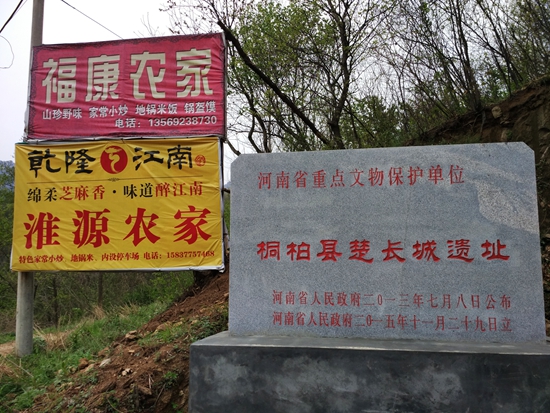 福康农家
山珍野味 家常小炒 地锅米饭 锅盔馍
电话：13569238730
乾隆江南
绵柔芝麻香·味道醉江南
淮源农家
特色家常小炒、地锅米、内设停车场 电话：15837757468
河南省重点文物保护单位
桐柏县楚长城遗址
河南省人民政府二〇一三年七月八日公布
河南省人民政府二〇一五年十一月二十九日立